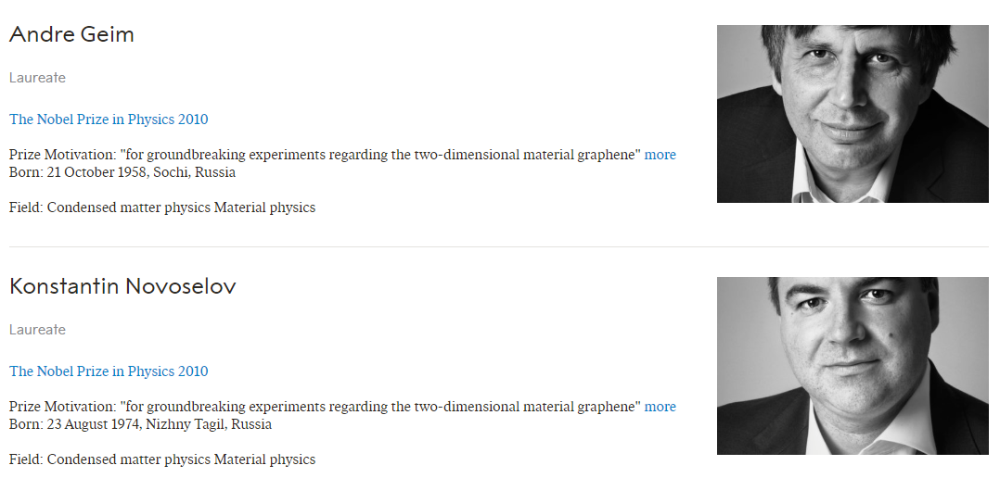 Andre Geim
Laureate
The Nobel Prize in Physics 2010
Prize Motivation: "for groundbreaking experiments regarding the two-dimensional material graphene" more
Born: 21 October 1958, Sochi, Russia
Field: Condensed matter physics Material physics
Konstantin Novoselov
Laureate
The Nobel Prize in Physics 2010
Prize Motivation: "for groundbreaking experiments regarding the two-dimensional material graphene" more
Born: 23 August 1974, Nizhny Tagil, Russia
Field: Condensed matter physics Material physics